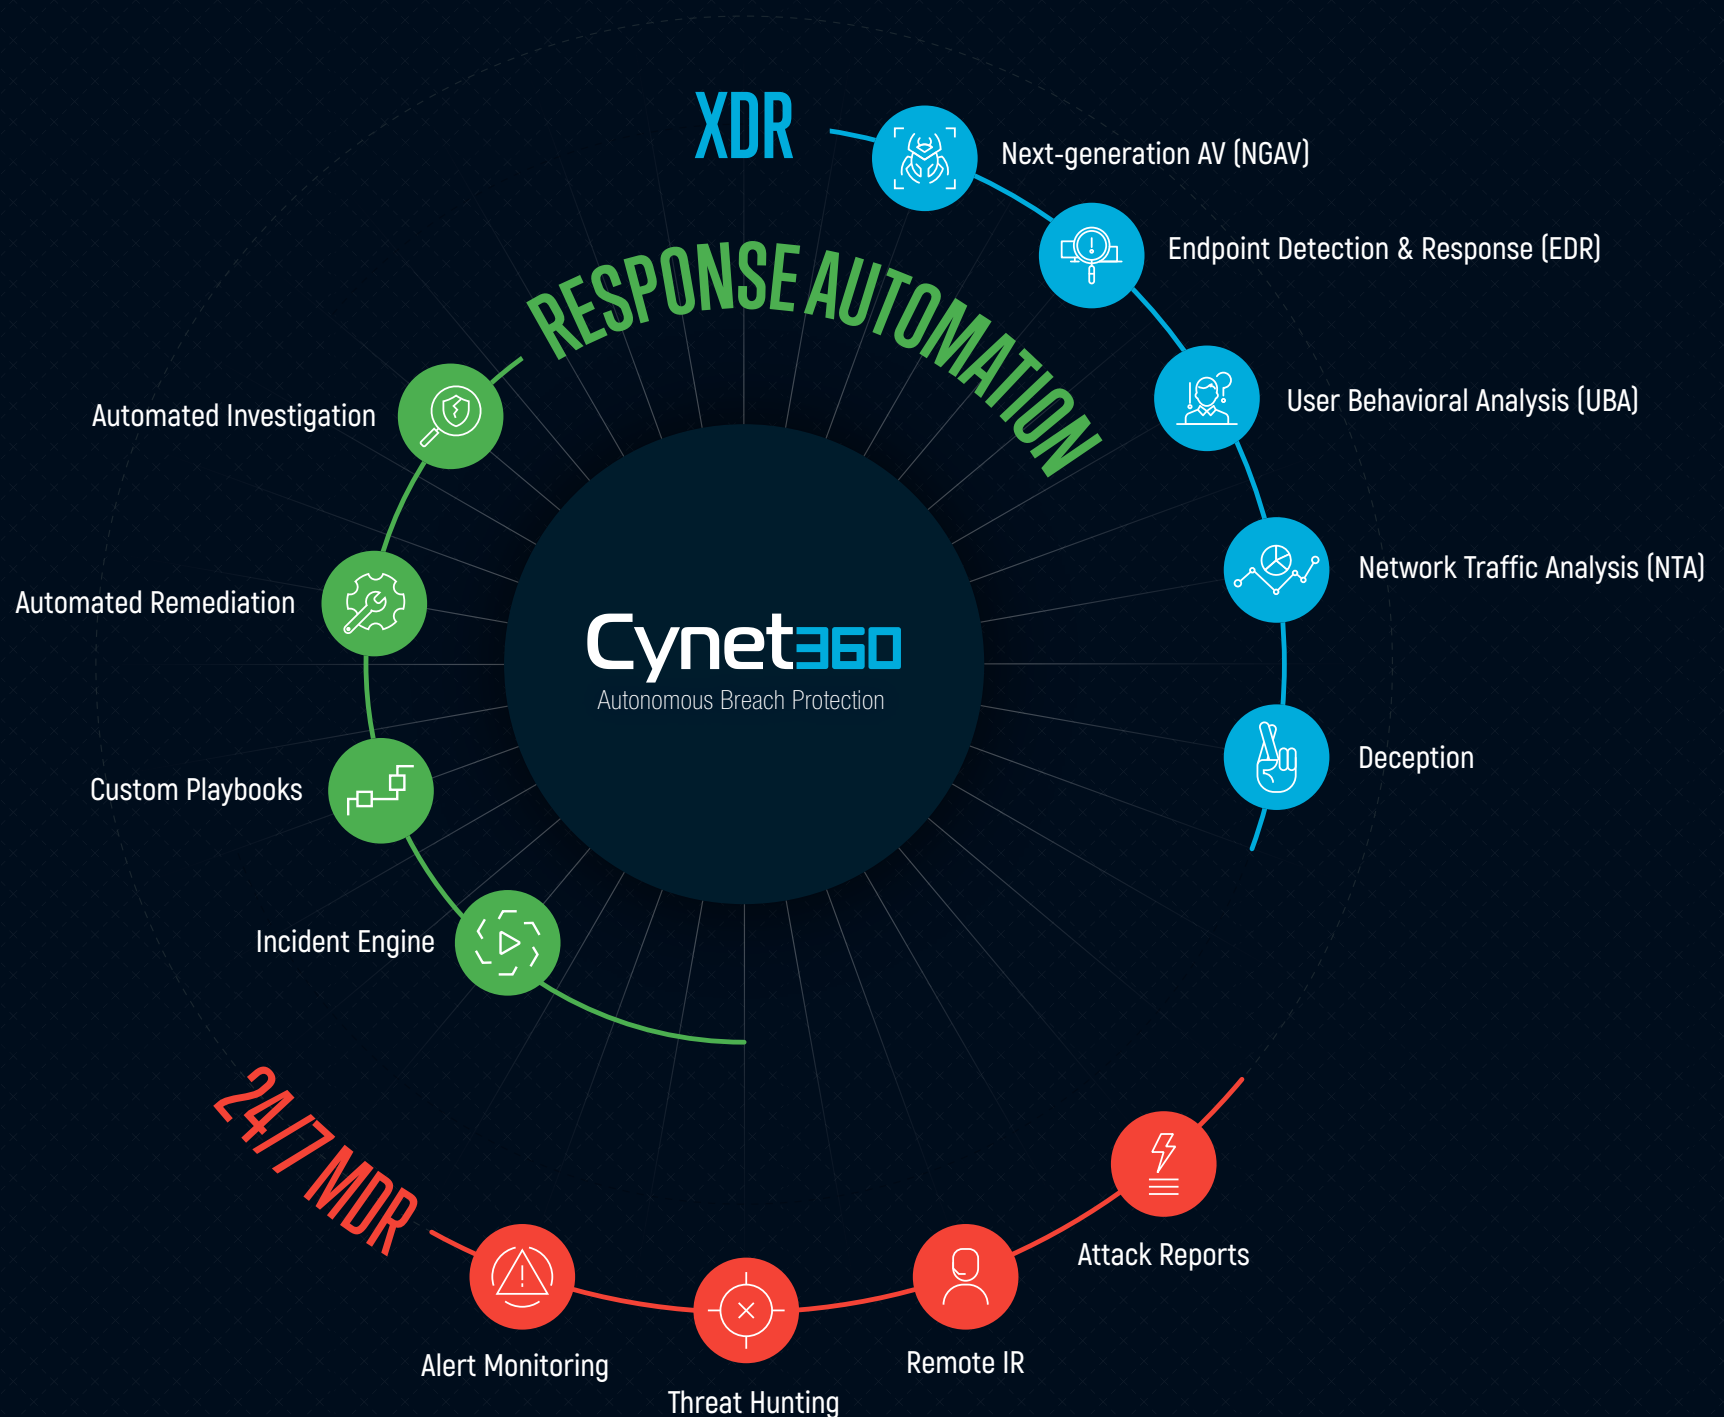 XDR
Next-generation AV (NGAV)
Endpoint Detection & Response (EDR)
User Behavioral Analysis (UBA)
Network Traffic Analysis (NTA)
Deception
RESPONSE AUTOMATION
Automated Investigation
Automated Remediation
Custom Playbooks
Incident Engine
Cynet360
Autonomous Breach Protection
24/7 MDR
Alert Monitoring
Threat Hunting
Remote IR
Attack Reports